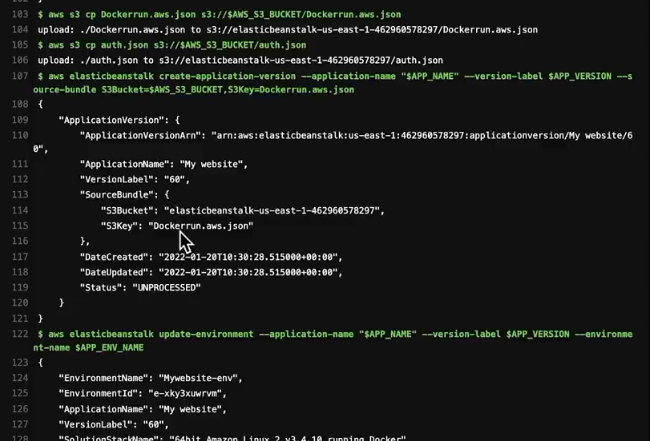 103 $ aws s3 cp Dockerrun.aws.json s3://$AWS_S3_BUCKET/Dockerrun.aws.json
104 upload: ./Dockerrun.aws.json to s3://elasticbeanstalk-us-east-1-462960578297/Dockerrun.aws.json
105 $ aws s3 cp auth.json s3://$AWS_S3_BUCKET/auth.json
106 upload: ./auth.json to s3://elasticbeanstalk-us-east-1-462960578297/auth.json
107 $ aws elasticbeanstalk create-application-version --application-name "$APP_NAME" --version-label $APP_VERSION --s
ource-bundle S3Bucket=$AWS_S3_BUCKET,S3Key=Dockerrun.aws.json
108 {
109 "ApplicationVersion": {
110 "ApplicationVersionArn": "arn:aws:elasticbeanstalk:us-east-1:462960578297:applicationversion/My website/6
0",
111 "ApplicationName": "My website",
112 "VersionLabel": "60",
113 "SourceBundle": {
114 "S3Bucket": "elasticbeanstalk-us-east-1-462960578297",
115 "S3Key": "Dockerrun.aws.json"
116 },
117 "DateCreated": "2022-01-20T10:30:28.515000+00:00",
118 "DateUpdated": "2022-01-20T10:30:28.515000+00:00",
119 "Status": "UNPROCESSED"
120 }
121 }
122 $ aws elasticbeanstalk update-environment --application-name "$APP_NAME" --version-label $APP_VERSION --environme
nt-name $APP_ENV_NAME
123 {
124 "EnvironmentName": "Mywebsite-env",
125 "EnvironmentId": "e-xky3xuwrvm",
126 "ApplicationName": "My website",
127 "VersionLabel": "60",
128 "SolutionStackName": "64bit Amazon Linux 2 v3.4.10 running Docker",